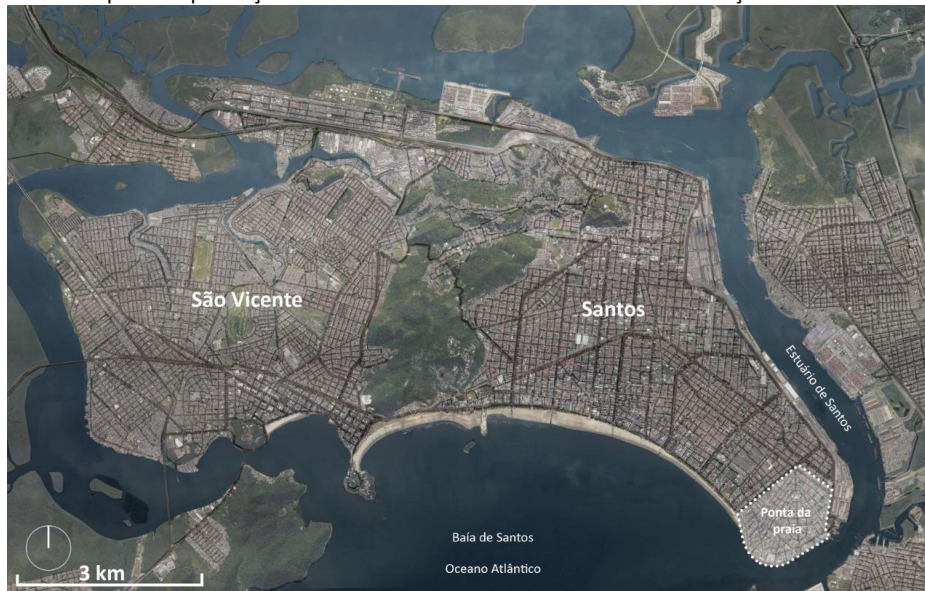 São Vicente
Santos
Estuário de Santos
Ponta da
praia
Baía de Santos
Oceano Atlântico
3 km